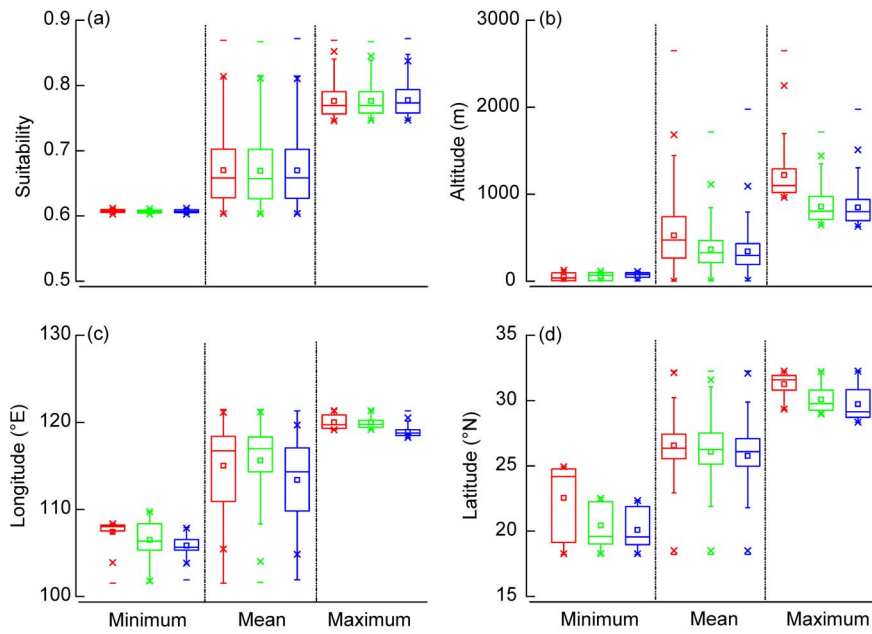 (a)
0.9
0.8
0.7
0.6
0.5
Suitability
(b)
3000
2000
1000
0
Altitude (m)
(c)
130
120
110
100
Longitude (°E)
Minimum
Mean
Maximum
(d)
35
30
25
20
15
Latitude (°N)
Minimum
Mean
Maximum